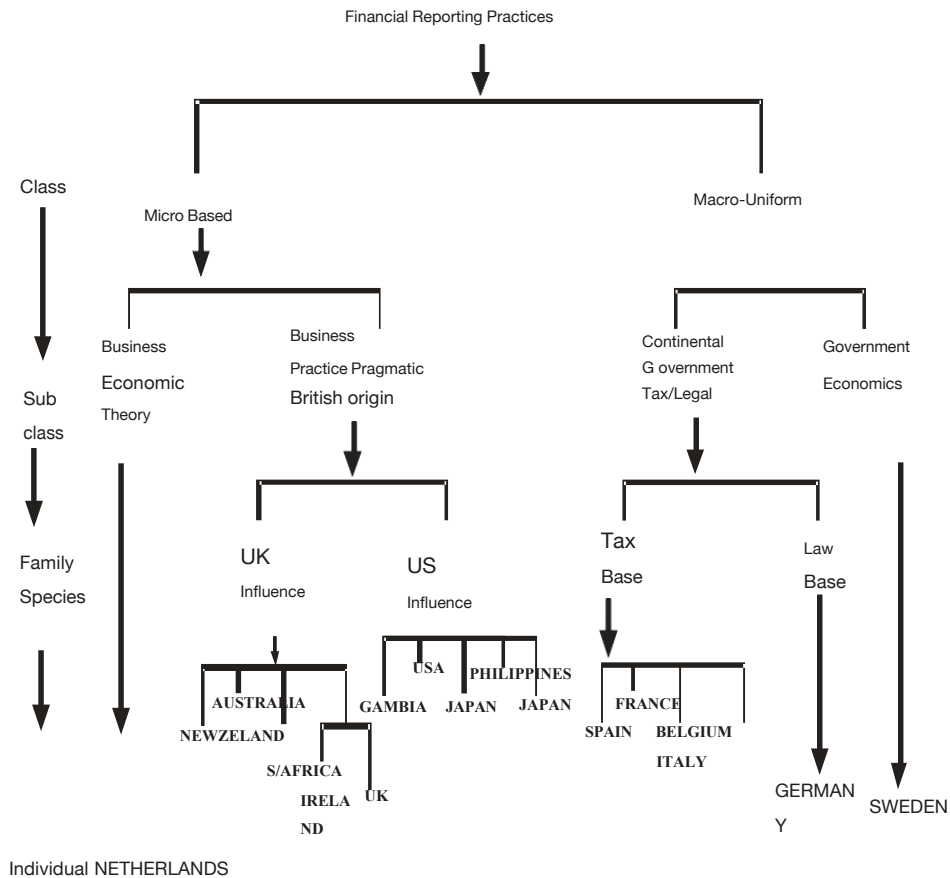 Financial Reporting Practices
Class
Micro Based
Macro-Uniform
Business
Economic
Theory
Business
Practice Pragmatic
British origin
Continental
G overnment
Tax/Legal
Government
Economics
Sub
class
Family
Species
UK
Influence
US
Influence
Tax
Base
Law
Base
USA
PHILIPPINES
AUSTRALIA
GAMBIA
JAPAN
JAPAN
FRANCE
NEWZELAND
SPAIN
BELGIUM
ITALY
S/AFRICA
IRELA
ND
UK
GERMAN
Y
SWEDEN
Individual NETHERLANDS